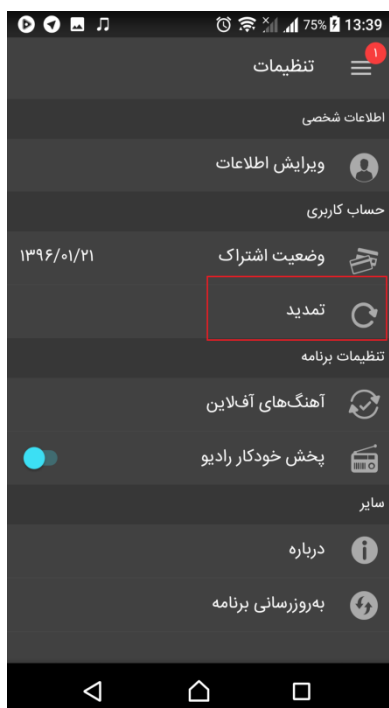 75% 13:39
۱
تنظیمات
اطلاعات شخصی
ویرایش اطلاعات
حساب کاربری
وضعیت اشتراک ۱۳۹۶/۰۱/۲۱
تمدید
تنظیمات برنامه
آهنگ‌های آفلاین
پخش خودکار رادیو
سایر
درباره
به‌روزرسانی برنامه